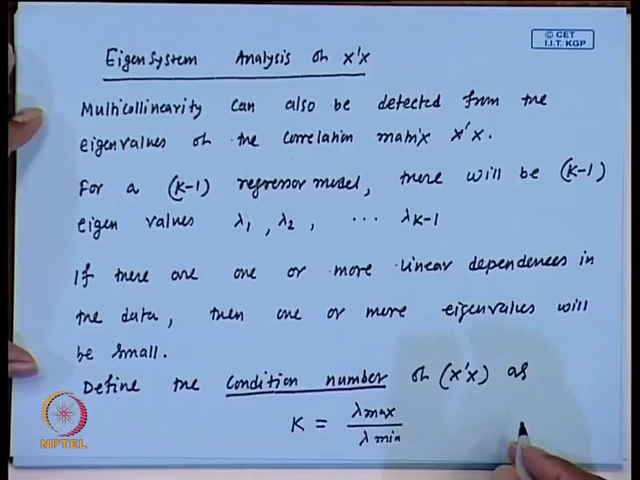 © CET
I.I.T. KGP
Eigensystem Analysis of X'X
Multicollinarity can also be detected from the
eigenvalues of the correlation matrix X'X.
For a (K-1) regressor model, there will be (K-1)
eigen values λ1, λ2, ... λK-1
If there are one or more linear dependences in
the data, then one or more eigenvalues will
be small.
Define the condition number of (X'X) as
K = λmax / λmin
NPTEL